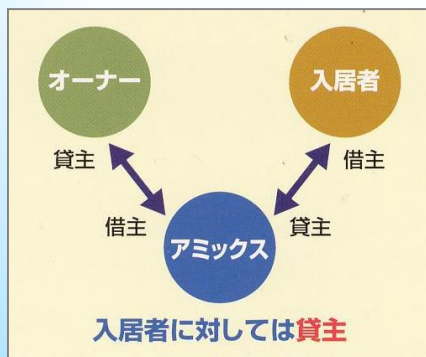 オーナー
入居者
貸主
借主
借主
貸主
アミックス
入居者に対しては貸主